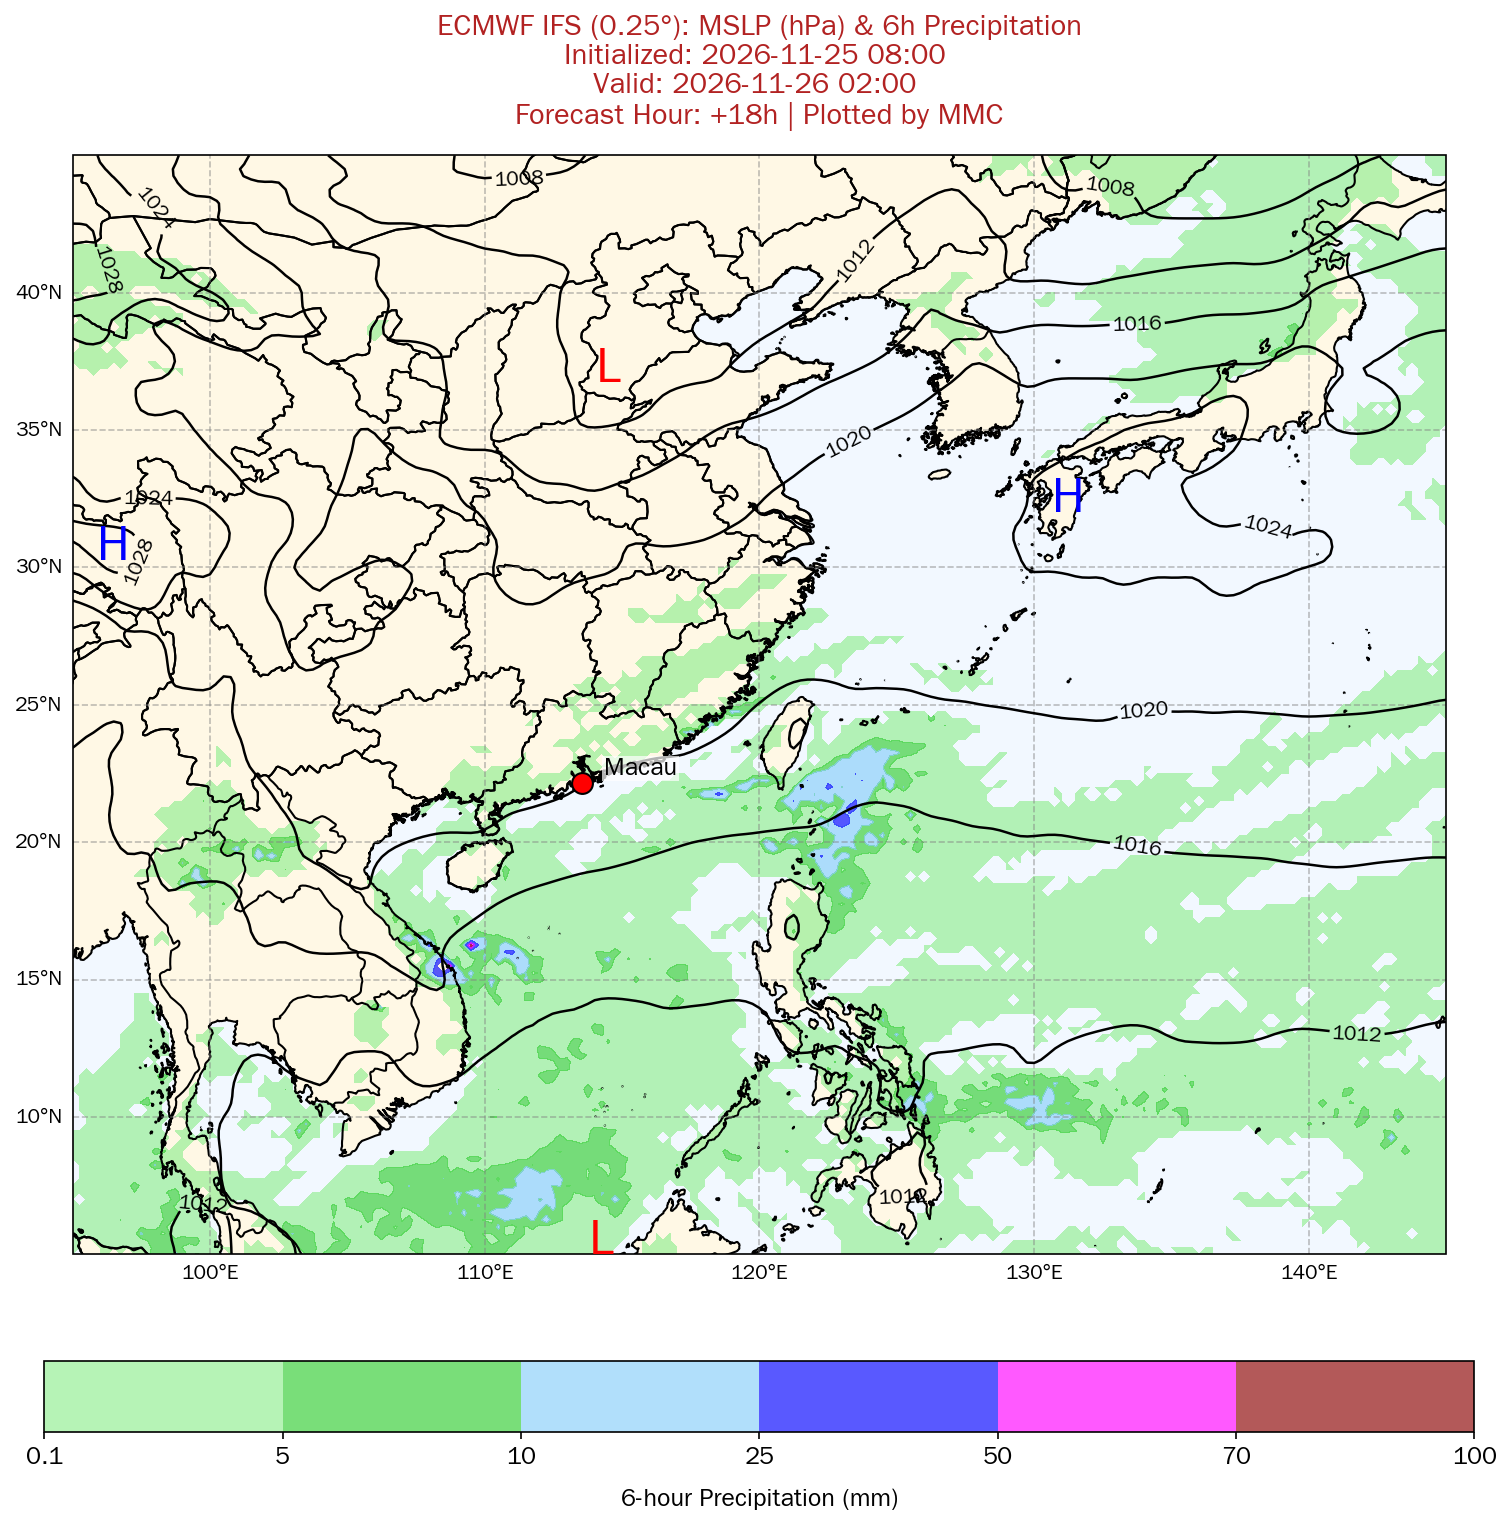 ECMWF IFS (0.25°): MSLP (hPa) & 6h Precipitation
Initialized: 2026-11-25 08:00
Valid: 2026-11-26 02:00
Forecast Hour: +18h | Plotted by MMC
1008
1008
1024
1012
1028
40°N
1016
L
35°N
1020
1024
H
H
1024
1028
30°N
25°N
1020
Macau
20°N
1016
15°N
1012
10°N
1012
1012
L
100°E
110°E
120°E
130°E
140°E
0.1
5
10
25
50
70
100
6-hour Precipitation (mm)